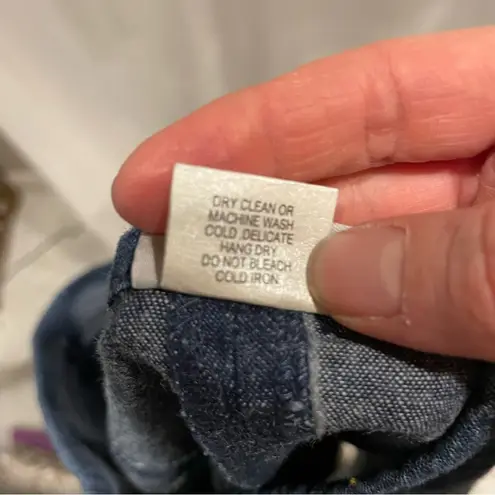 DRY CLEAN OR
MACHINE WASH
COLD .DELICATE
HANG DRY
DO NOT BLEACH
COLD IRON